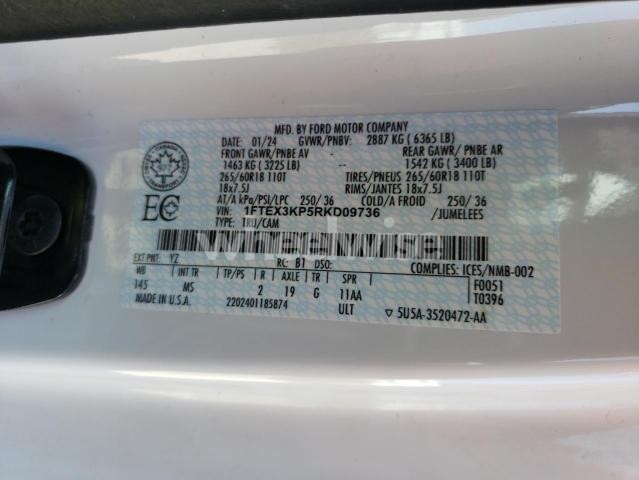 MFD. BY FORD MOTOR COMPANY
DATE: 01/24 GVWR/PNBV: 2887 KG ( 6365 LB)
FRONT GAWR/PNBE AV REAR GAWR/ PNBE AR
1463 KG ( 3225 LB) 1542 KG ( 3400 LB)
265/60R18 110T TIRES/PNEUS 265/60R18 110T
18x7.5J RIMS/JANTES 18x7.5J
AT/A kPa/PSI/LPC 250/ 36 COLD/A FROID 250/ 36
VIN: 1FTEX3KP5RKD09736 /JUMELEES
TYPE: TRU/CAM
EC
wheelwise
EXT PNT: YZ RC: B1 DSO: COMPLIES: ICES/NMB-002
WB INT TR TP/PS R AXLE TR SPR F0051
145 MS 2 19 G 11AA T0396
MADE IN U.S.A. 2202401185874 ULT 5U5A-3520472-AA